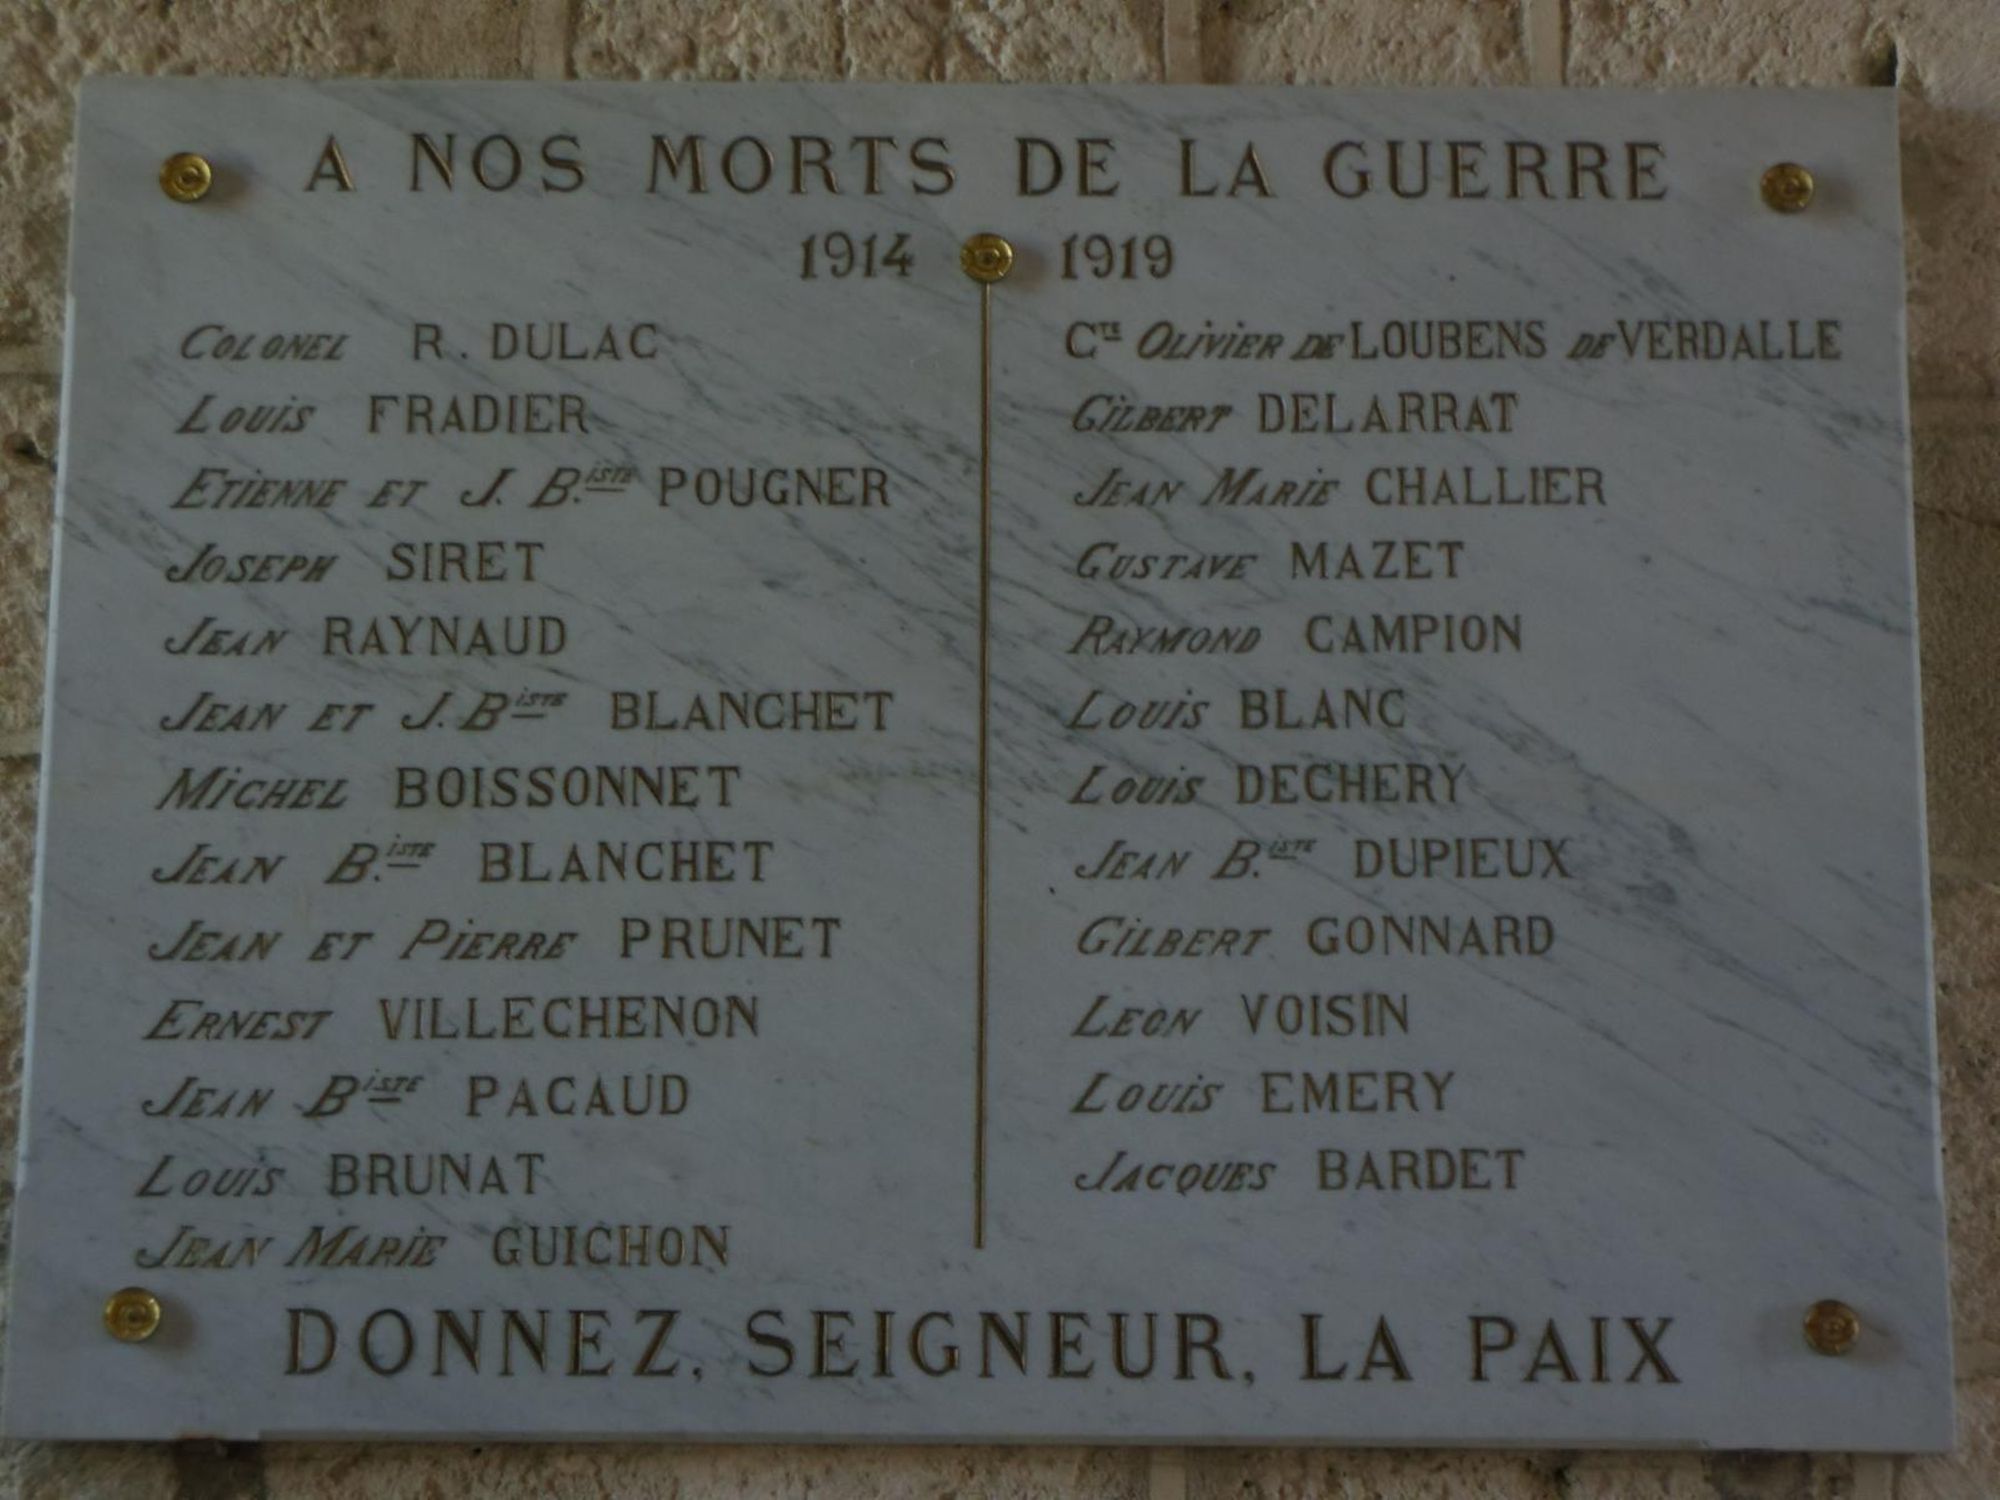 A NOS MORTS DE LA GUERRE
1914 1919
COLONEL R. DULAC
LOUIS FRADIER
ETIENNE ET J. B.ISTE POUGNER
JOSEPH SIRET
JEAN RAYNAUD
JEAN ET J. BISTE BLANCHET
MICHEL BOISSONNET
JEAN B.ISTE BLANCHET
JEAN ET PIERRE PRUNET
ERNEST VILLECHENON
JEAN BISTE PACAUD
LOUIS BRUNAT
JEAN MARIE GUICHON
CTE OLIVIER DE LOUBENS DE VERDALLE
GILBERT DELARRAT
JEAN MARIE CHALLIER
GUSTAVE MAZET
RAYMOND CAMPION
LOUIS BLANC
LOUIS DECHERY
JEAN B.ISTE DUPIEUX
GILBERT GONNARD
LEON VOISIN
LOUIS EMERY
JACQUES BARDET
DONNEZ, SEIGNEUR, LA PAIX